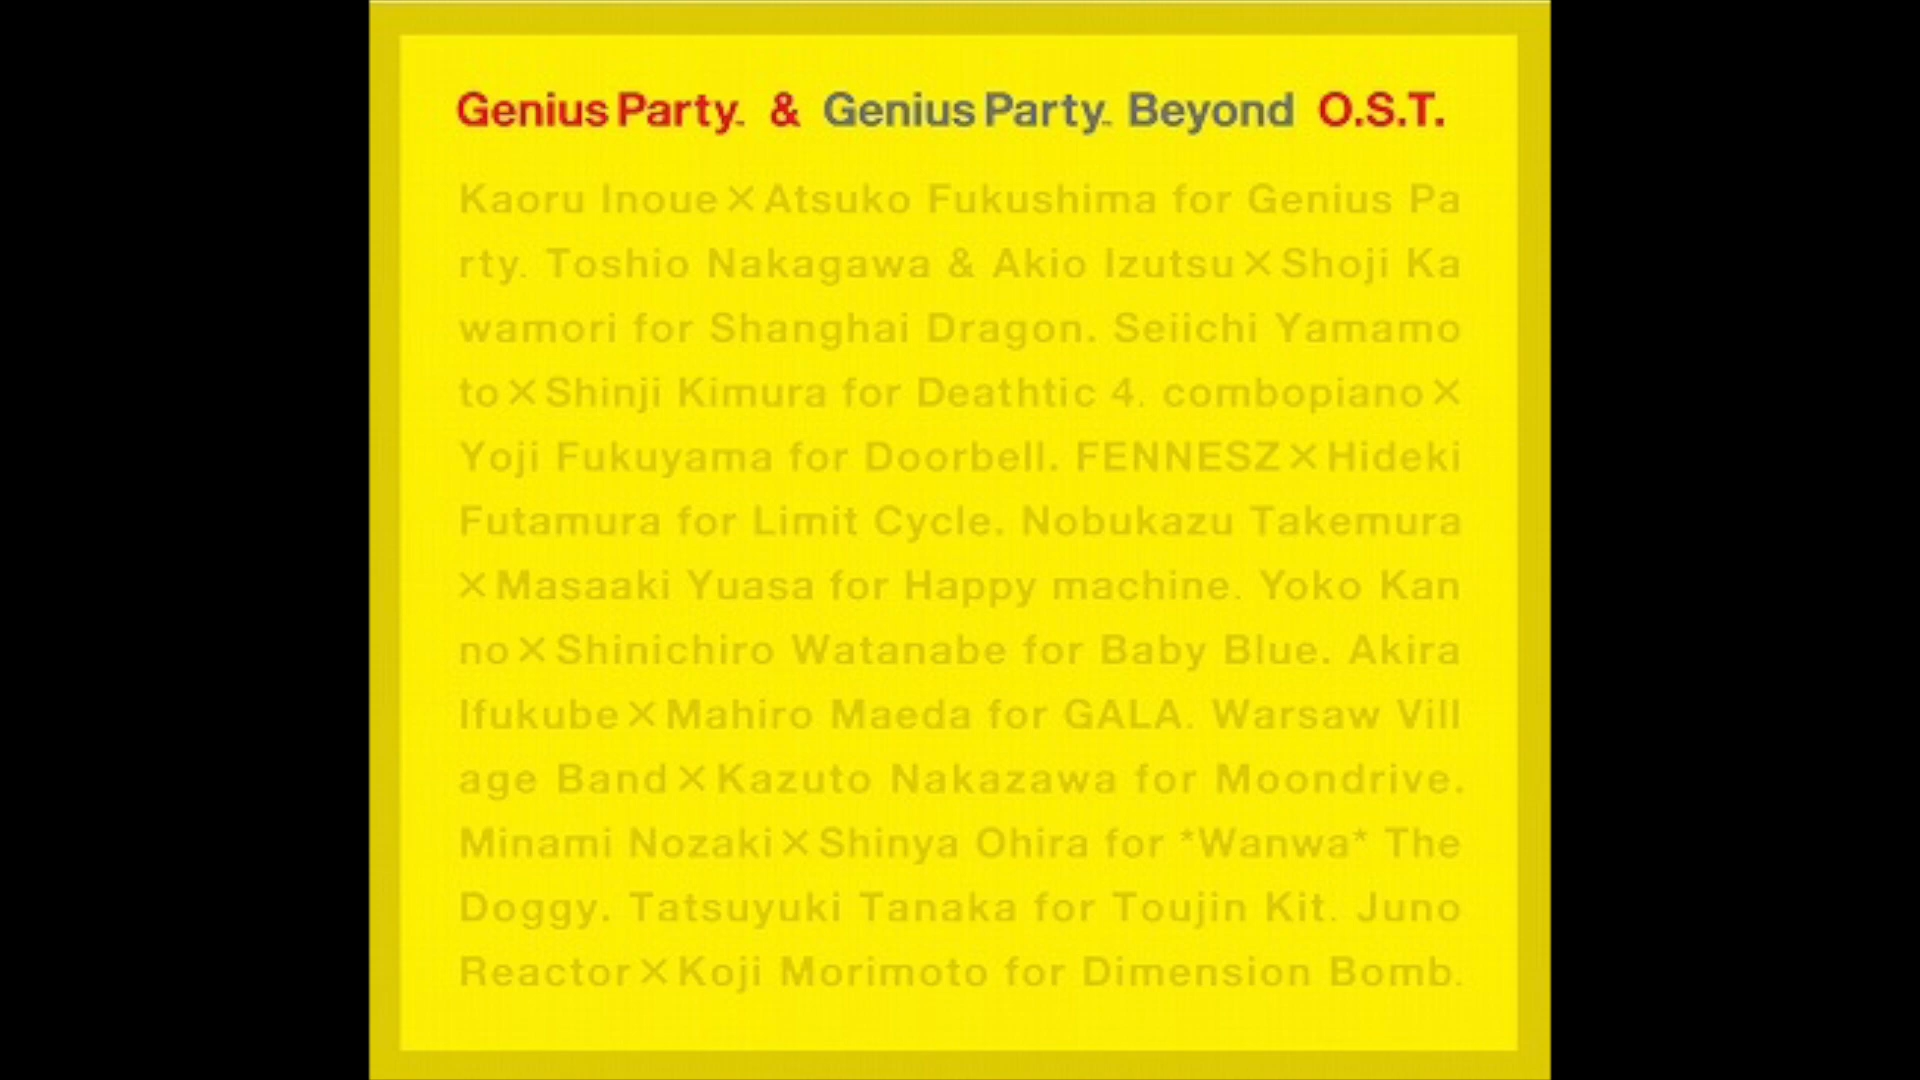 Genius Party™ & Genius Party™ Beyond O.S.T.
Kaoru Inoue×Atsuko Fukushima for Genius Pa
rty. Toshio Nakagawa & Akio Izutsu×Shoji Ka
wamori for Shanghai Dragon. Seiichi Yamamo
to×Shinji Kimura for Deathtic 4. combopiano×
Yoji Fukuyama for Doorbell. FENNESZ×Hideki
Futamura for Limit Cycle. Nobukazu Takemura
×Masaaki Yuasa for Happy machine. Yoko Kan
no×Shinichiro Watanabe for Baby Blue. Akira
Ifukube×Mahiro Maeda for GALA. Warsaw Vill
age Band×Kazuto Nakazawa for Moondrive.
Minami Nozaki×Shinya Ohira for *Wanwa* The
Doggy. Tatsuyuki Tanaka for Toujin Kit. Juno
Reactor×Koji Morimoto for Dimension Bomb.